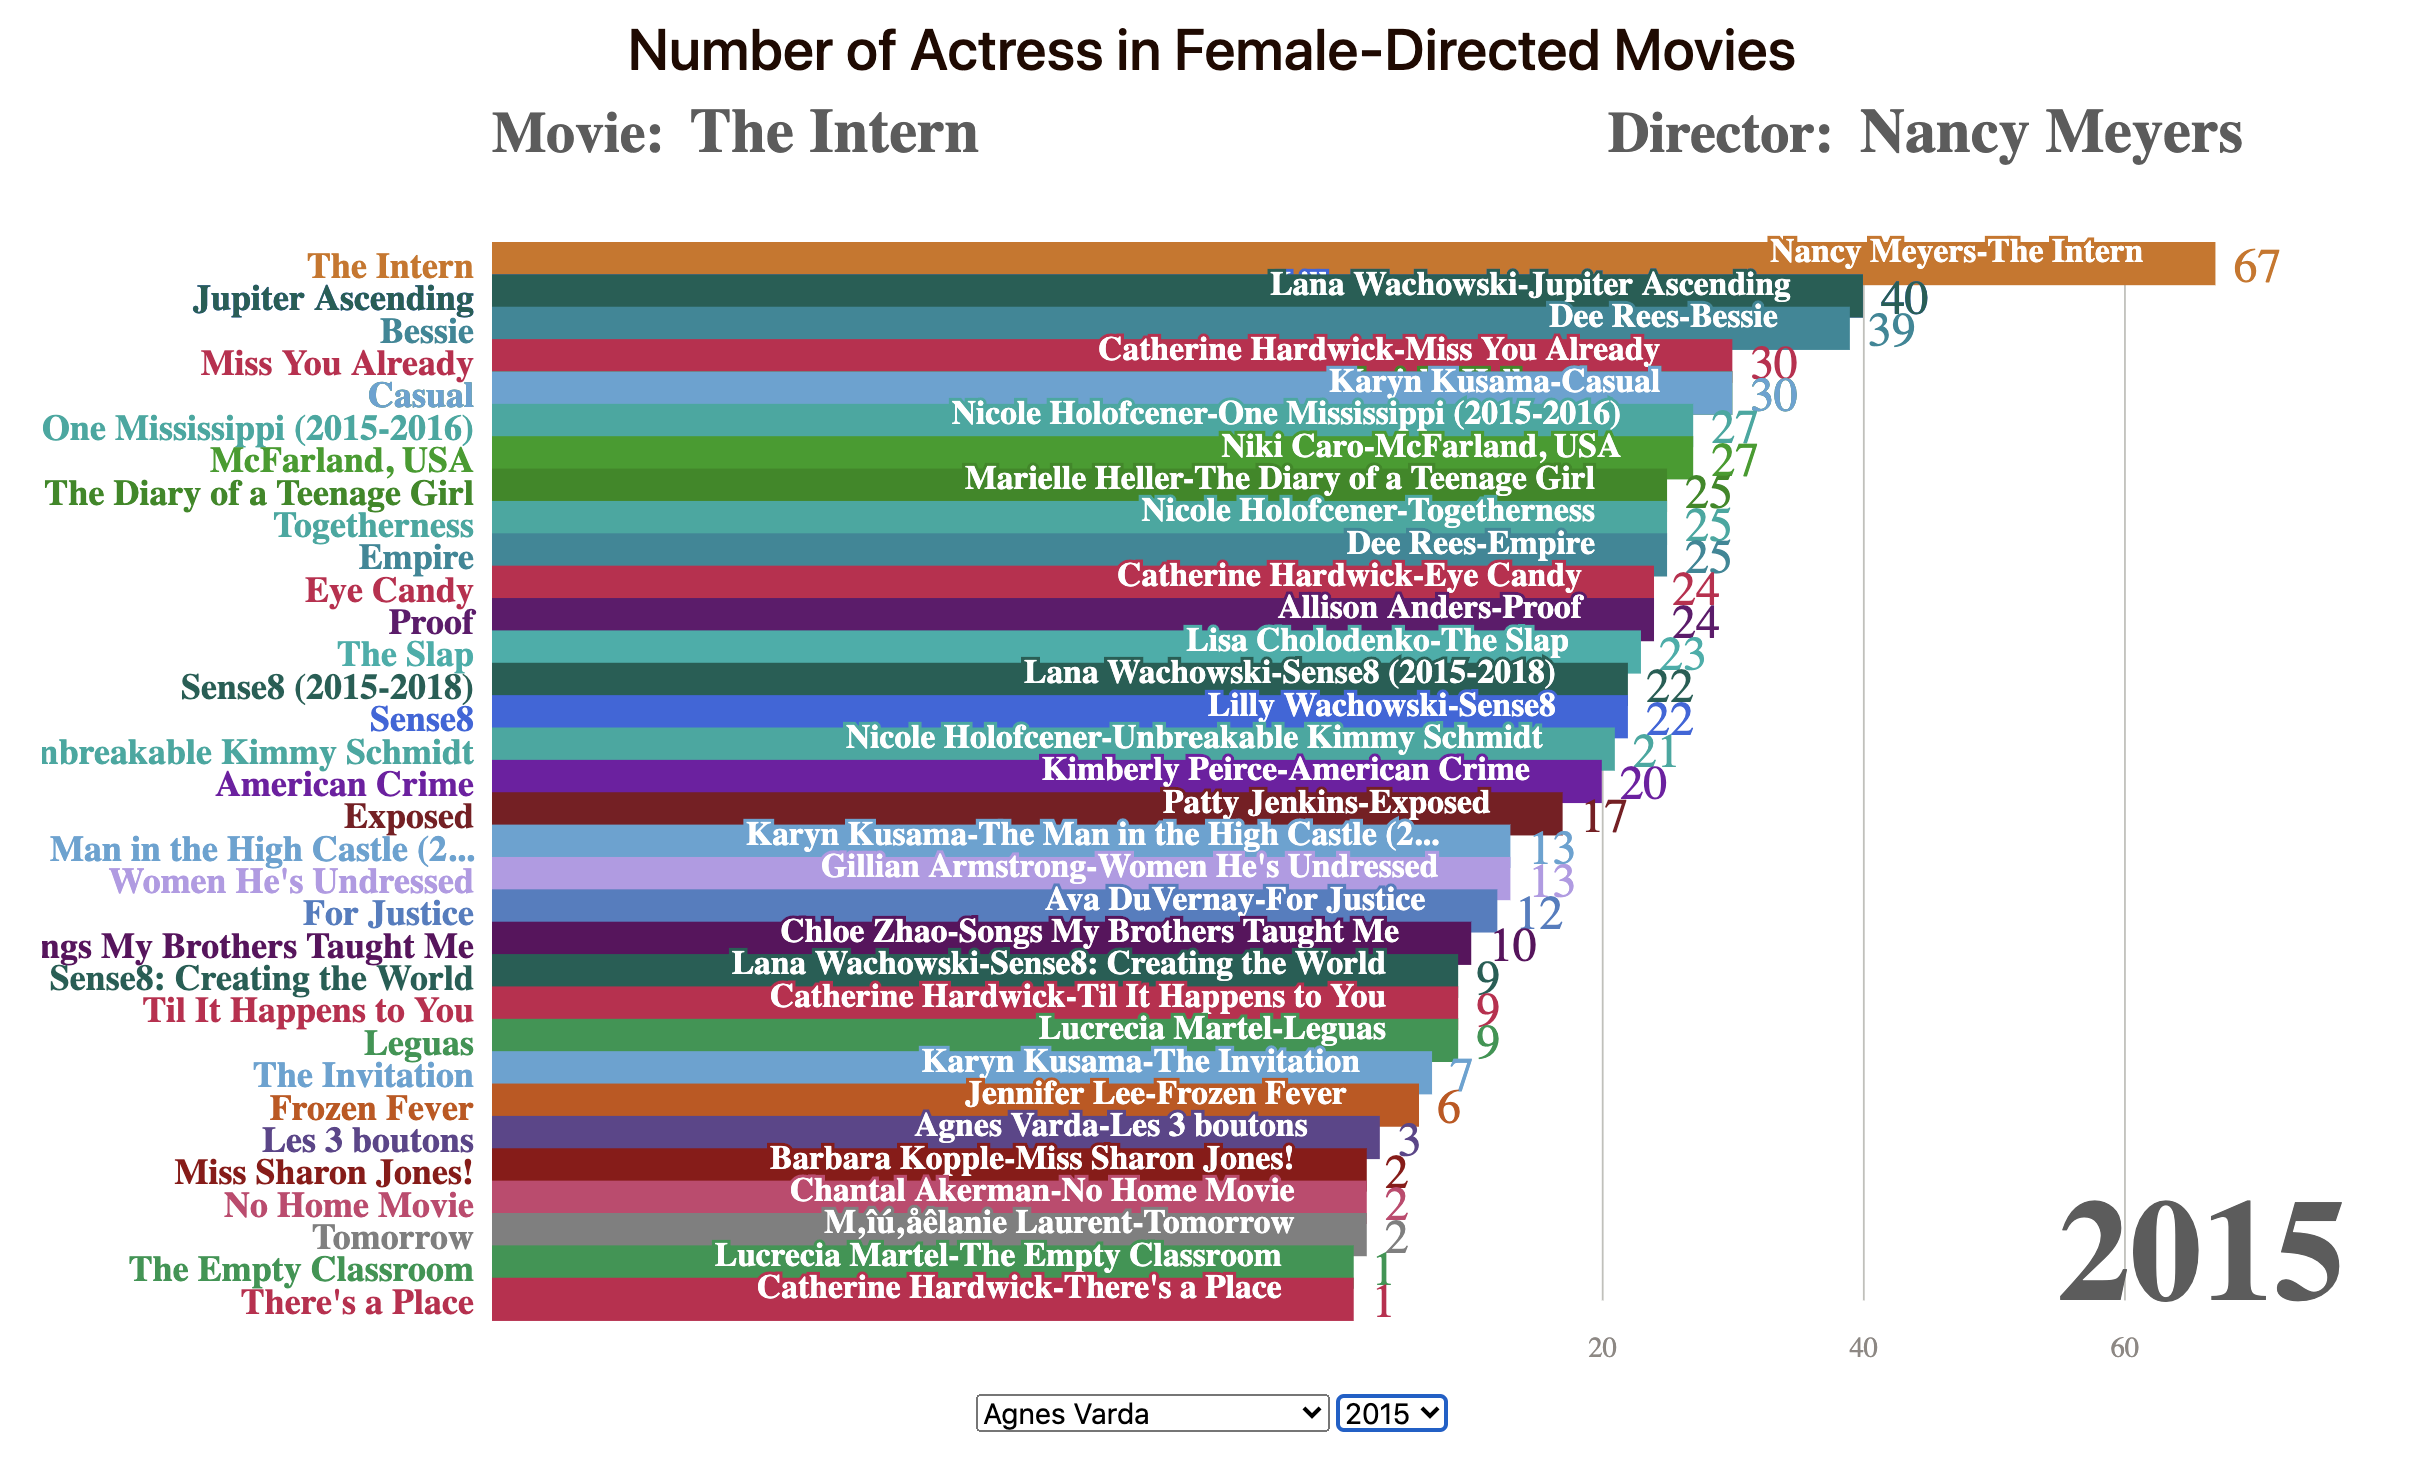 Number of Actress in Female-Directed Movies
Movie: The Intern Director: Nancy Meyers
The Intern Nancy Meyers-The Intern 67
Jupiter Ascending Lana Wachowski-Jupiter Ascending 40
Bessie Dee Rees-Bessie 39
Miss You Already Catherine Hardwick-Miss You Already 30
Casual Karyn Kusama-Casual 30
One Mississippi (2015-2016) Nicole Holofcener-One Mississippi (2015-2016) 27
McFarland, USA Niki Caro-McFarland, USA 27
The Diary of a Teenage Girl Marielle Heller-The Diary of a Teenage Girl 25
Togetherness Nicole Holofcener-Togetherness 25
Empire Dee Rees-Empire 25
Eye Candy Catherine Hardwick-Eye Candy 24
Proof Allison Anders-Proof 24
The Slap Lisa Cholodenko-The Slap 23
Sense8 (2015-2018) Lana Wachowski-Sense8 (2015-2018) 22
Sense8 Lilly Wachowski-Sense8 22
nbreakable Kimmy Schmidt Nicole Holofcener-Unbreakable Kimmy Schmidt 21
American Crime Kimberly Peirce-American Crime 20
Exposed Patty Jenkins-Exposed 17
Man in the High Castle (2... Karyn Kusama-The Man in the High Castle (2... 13
Women He's Undressed Gillian Armstrong-Women He's Undressed 13
For Justice Ava DuVernay-For Justice 12
ngs My Brothers Taught Me Chloe Zhao-Songs My Brothers Taught Me 10
Sense8: Creating the World Lana Wachowski-Sense8: Creating the World 9
Til It Happens to You Catherine Hardwick-Til It Happens to You 9
Leguas Lucrecia Martel-Leguas 9
The Invitation Karyn Kusama-The Invitation 7
Frozen Fever Jennifer Lee-Frozen Fever 6
Les 3 boutons Agnes Varda-Les 3 boutons 3
Miss Sharon Jones! Barbara Kopple-Miss Sharon Jones! 2
No Home Movie Chantal Akerman-No Home Movie 2
Tomorrow M‚îú‚åêlanie Laurent-Tomorrow 2
The Empty Classroom Lucrecia Martel-The Empty Classroom 1
There's a Place Catherine Hardwick-There's a Place 1
2015
20 40 60
Agnes Varda 2015